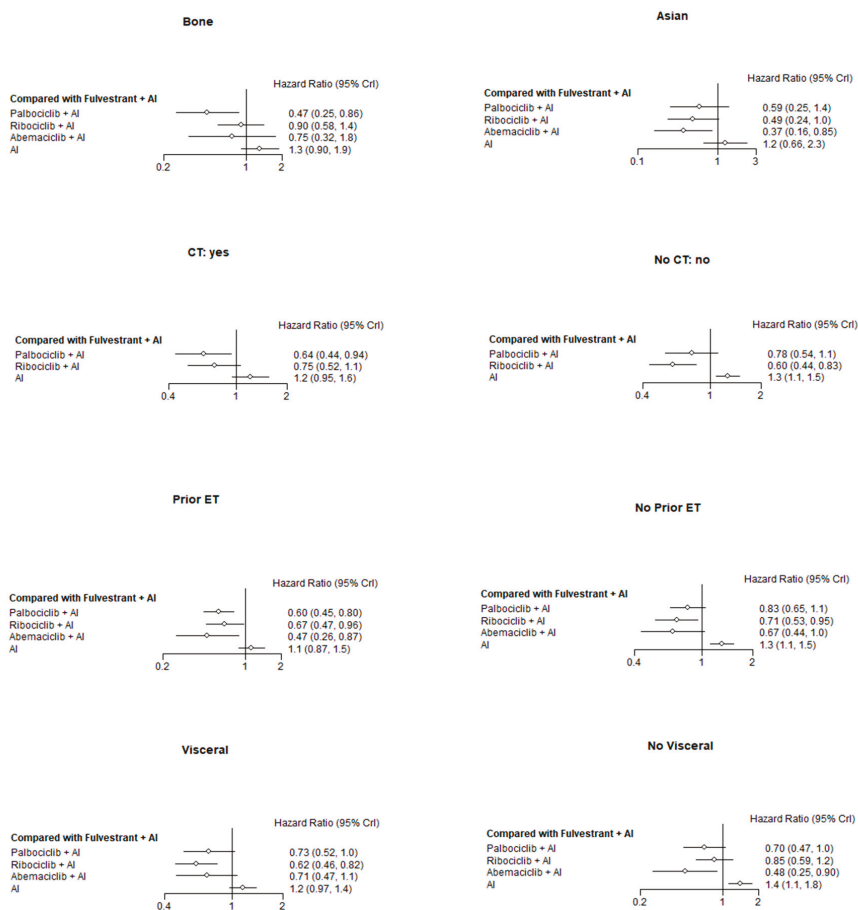 Bone
Hazard Ratio (95% CrI)
Compared with Fulvestrant + AI
Palbociclib + AI 0.47 (0.25, 0.86)
Ribociclib + AI 0.90 (0.58, 1.4)
Abemaciclib + AI 0.75 (0.32, 1.8)
AI 1.3 (0.90, 1.9)
0.2 1 2
Asian
Hazard Ratio (95% CrI)
Compared with Fulvestrant + AI
Palbociclib + AI 0.59 (0.25, 1.4)
Ribociclib + AI 0.49 (0.24, 1.0)
Abemaciclib + AI 0.37 (0.16, 0.85)
AI 1.2 (0.66, 2.3)
0.1 1 3
CT: yes
Hazard Ratio (95% CrI)
Compared with Fulvestrant + AI
Palbociclib + AI 0.64 (0.44, 0.94)
Ribociclib + AI 0.75 (0.52, 1.1)
AI 1.2 (0.95, 1.6)
0.4 1 2
No CT: no
Hazard Ratio (95% CrI)
Compared with Fulvestrant + AI
Palbociclib + AI 0.78 (0.54, 1.1)
Ribociclib + AI 0.60 (0.44, 0.83)
AI 1.3 (1.1, 1.5)
0.4 1 2
Prior ET
Hazard Ratio (95% CrI)
Compared with Fulvestrant + AI
Palbociclib + AI 0.60 (0.45, 0.80)
Ribociclib + AI 0.67 (0.47, 0.96)
Abemaciclib + AI 0.47 (0.26, 0.87)
AI 1.1 (0.87, 1.5)
0.2 1 2
No Prior ET
Hazard Ratio (95% CrI)
Compared with Fulvestrant + AI
Palbociclib + AI 0.83 (0.65, 1.1)
Ribociclib + AI 0.71 (0.53, 0.95)
Abemaciclib + AI 0.67 (0.44, 1.0)
AI 1.3 (1.1, 1.5)
0.4 1 2
Visceral
Hazard Ratio (95% CrI)
Compared with Fulvestrant + AI
Palbociclib + AI 0.73 (0.52, 1.0)
Ribociclib + AI 0.62 (0.46, 0.82)
Abemaciclib + AI 0.71 (0.47, 1.1)
AI 1.2 (0.97, 1.4)
0.4 1 2
No Visceral
Hazard Ratio (95% CrI)
Compared with Fulvestrant + AI
Palbociclib + AI 0.70 (0.47, 1.0)
Ribociclib + AI 0.85 (0.59, 1.2)
Abemaciclib + AI 0.48 (0.25, 0.90)
AI 1.4 (1.1, 1.8)
0.2 1 2